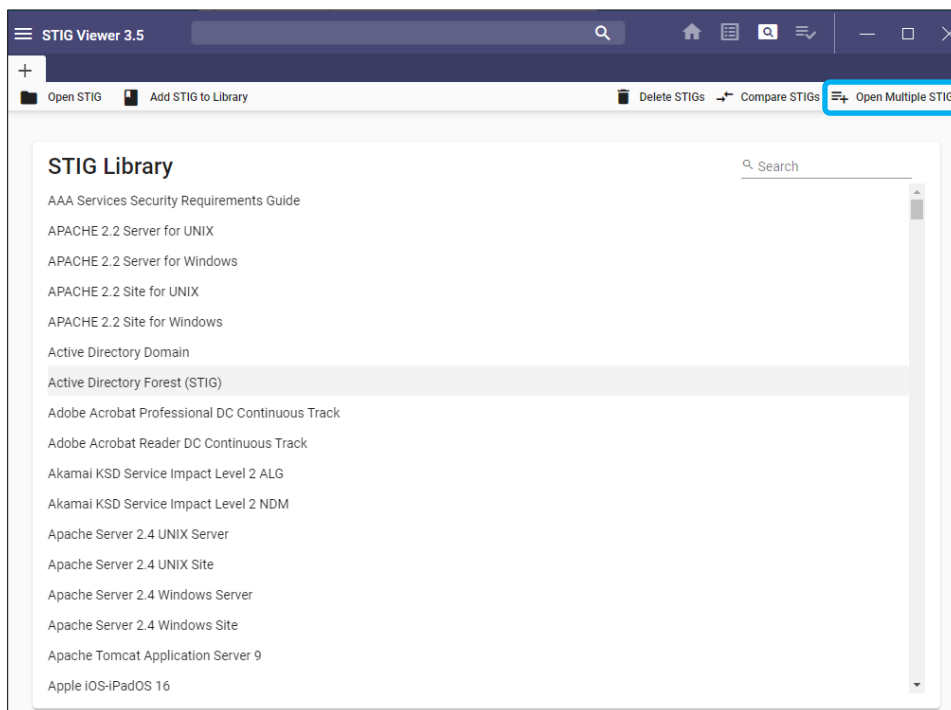 STIG Viewer 3.5
Open STIG Add STIG to Library Delete STIGs Compare STIGs Open Multiple STIG
STIG Library
Search
AAA Services Security Requirements Guide
APACHE 2.2 Server for UNIX
APACHE 2.2 Server for Windows
APACHE 2.2 Site for UNIX
APACHE 2.2 Site for Windows
Active Directory Domain
Active Directory Forest (STIG)
Adobe Acrobat Professional DC Continuous Track
Adobe Acrobat Reader DC Continuous Track
Akamai KSD Service Impact Level 2 ALG
Akamai KSD Service Impact Level 2 NDM
Apache Server 2.4 UNIX Server
Apache Server 2.4 UNIX Site
Apache Server 2.4 Windows Server
Apache Server 2.4 Windows Site
Apache Tomcat Application Server 9
Apple iOS-iPadOS 16